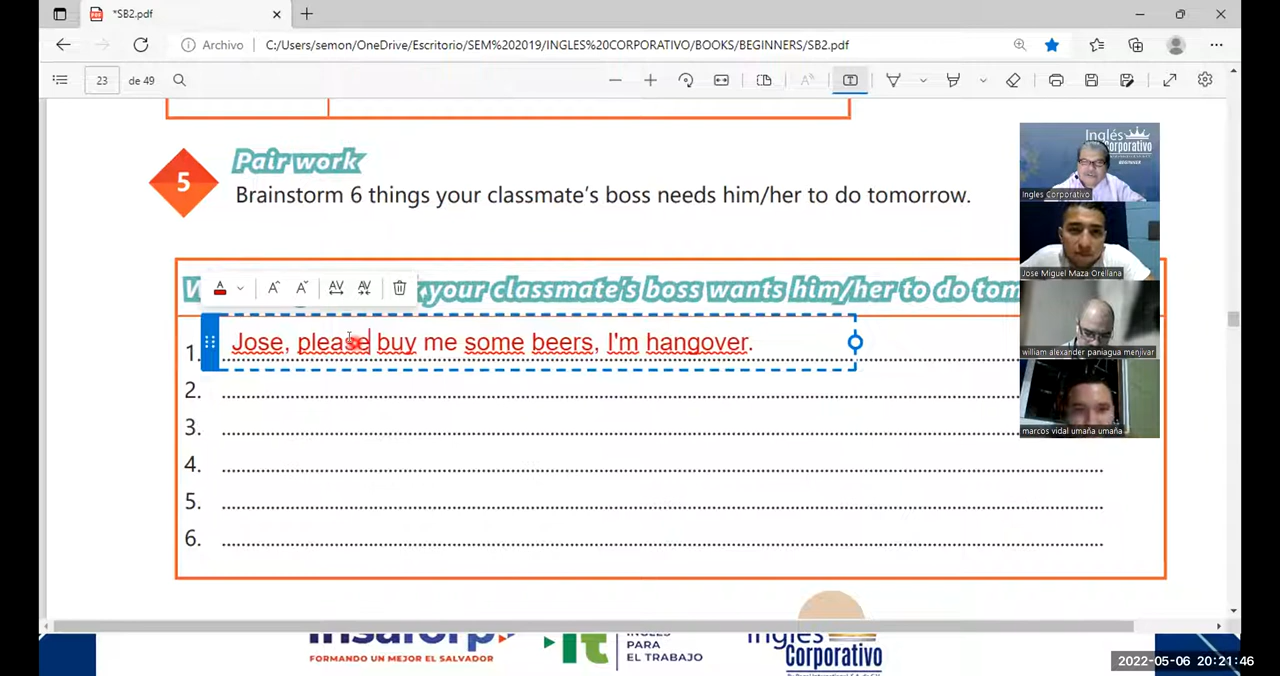 *SB2.pdf
Archivo
C:/Users/semon/OneDrive/Escritorio/SEM%202019/INGLES%20CORPORATIVO/BOOKS/BEGINNERS/SB2.pdf
23 de 49
Pair work
5
Brainstorm 6 things your classmate's boss needs him/her to do tomorrow.
your classmate's boss wants him/her to do tom
1. Jose, please buy me some beers, I'm hangover.
2.
3.
4.
5.
6.
Inglés
Corporativo
BEGINNER
Ingles Corporativo
Jose Miguel Maza Orellana
william alexander paniagua menjivar
marcos vidal umaña umaña
FORMANDO UN MEJOR EL SALVADOR
it
INGLÉS
PARA
EL TRABAJO
Inglés
Corporativo
2022-05-06 20:21:46